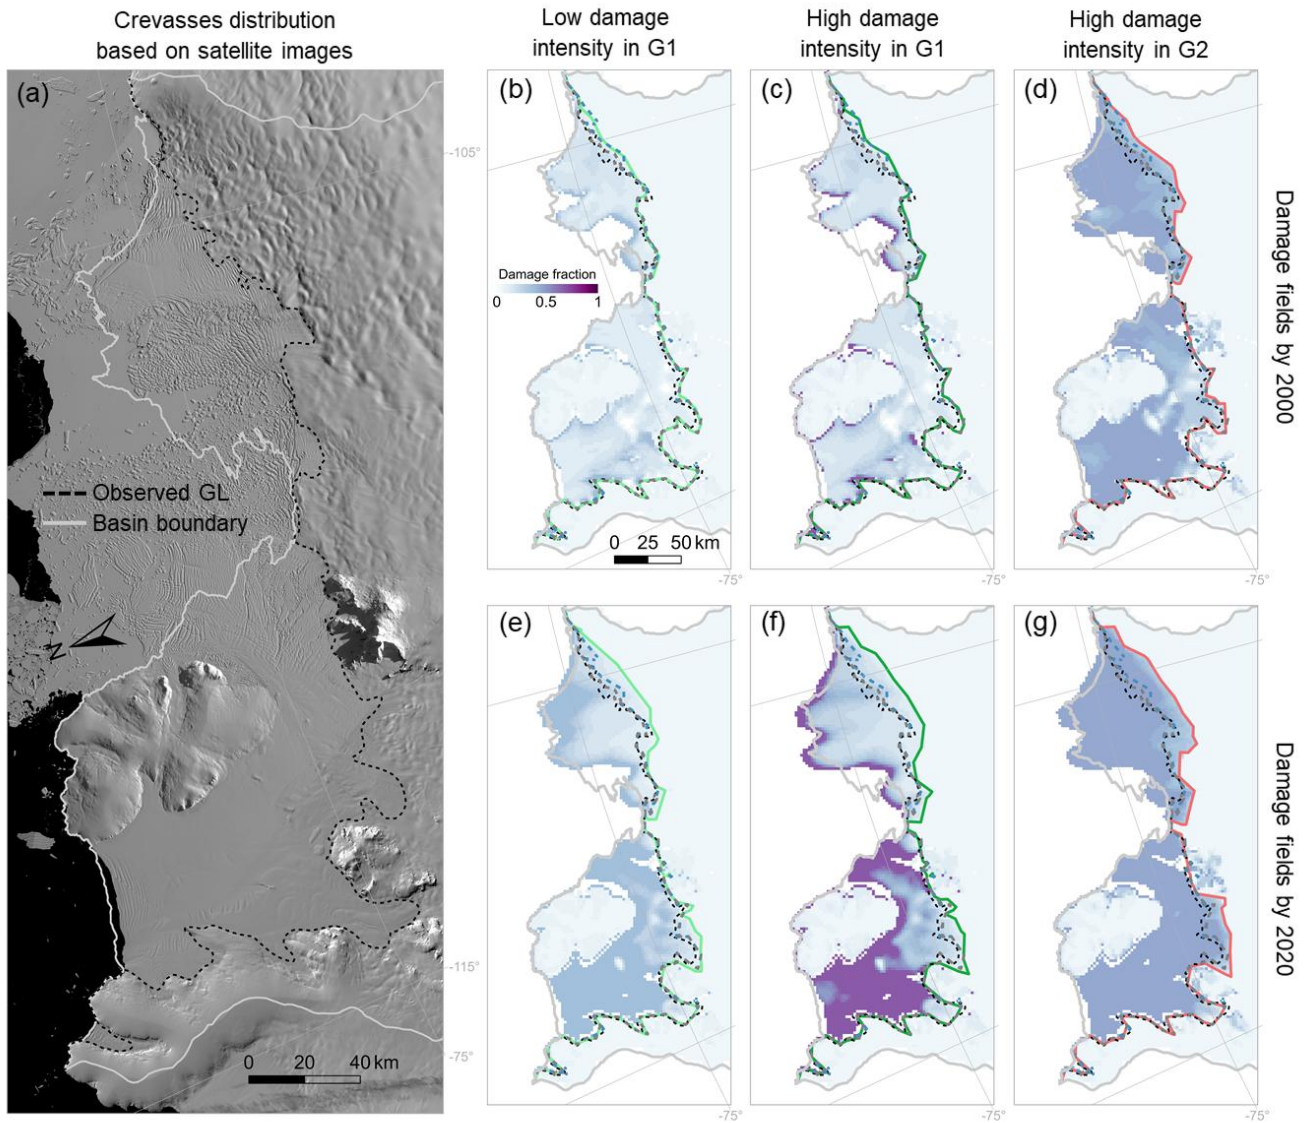 Crevasses distribution
based on satellite images
Low damage
intensity in G1
High damage
intensity in G1
High damage
intensity in G2
(a)
(b)
(c)
(d)
-105°
Damage fraction
0 0.5 1
Damage fields by 2000
Observed GL
Basin boundary
0 25 50 km
-75°
-75°
-75°
N
(e)
(f)
(g)
Damage fields by 2020
-115°
0 20 40 km
-75°
-75°
-75°
-75°